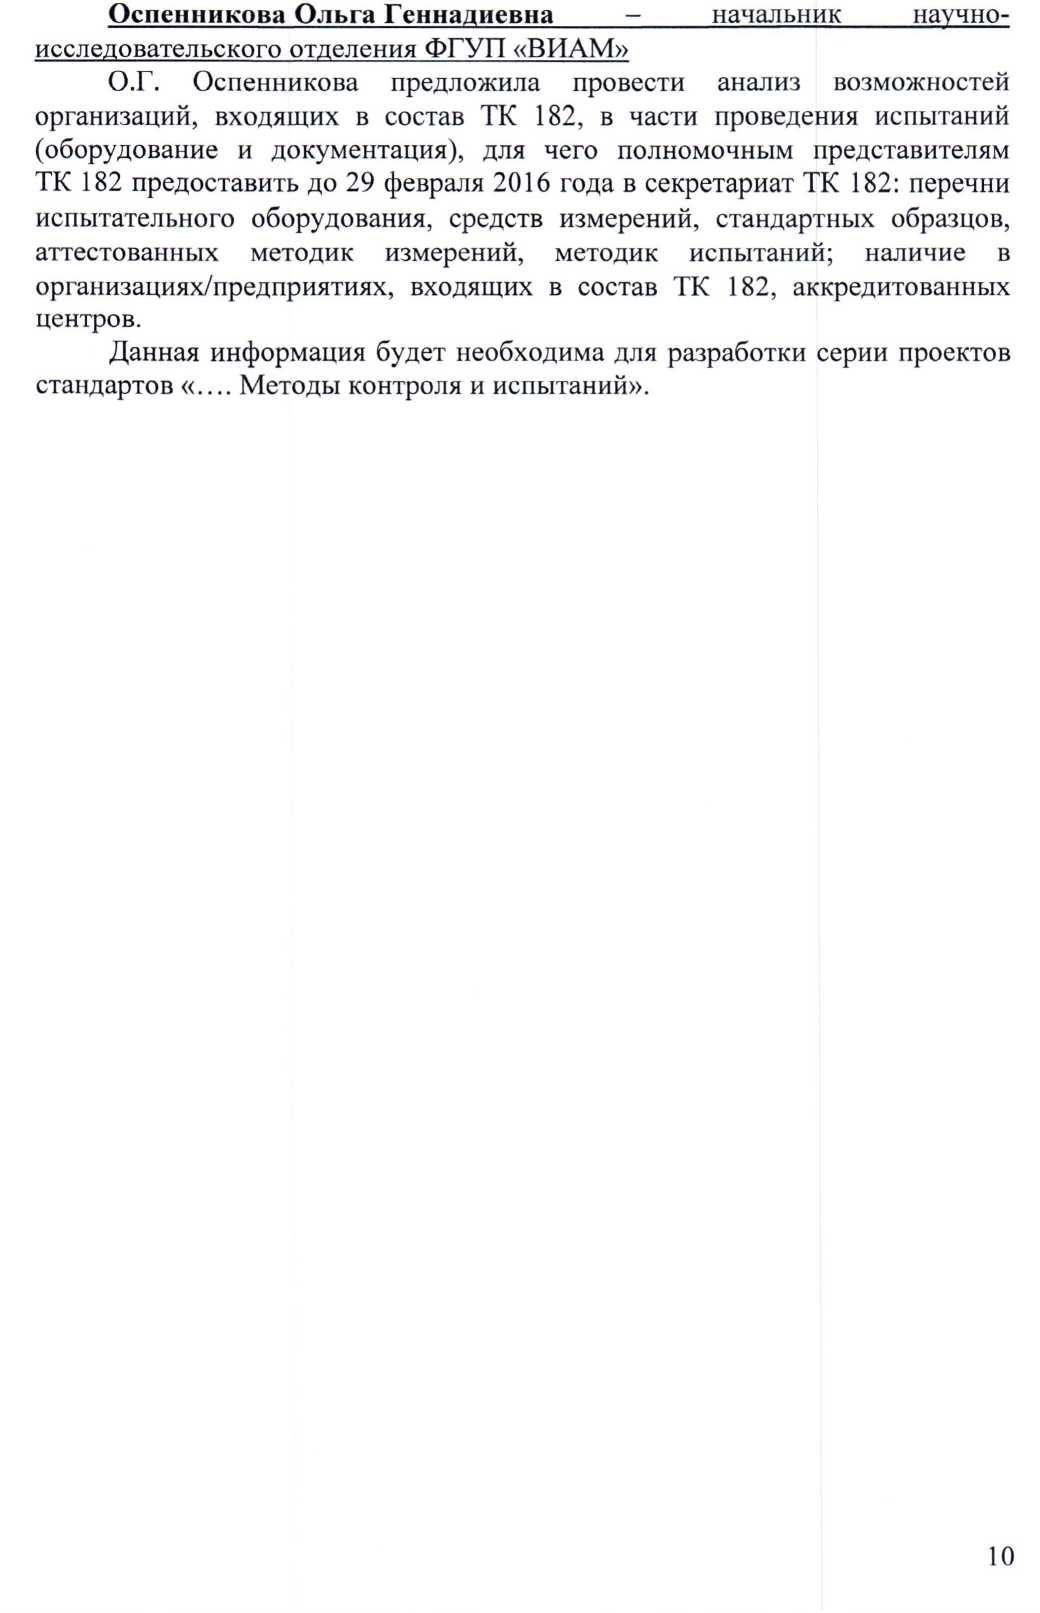 Оспенникова Ольга Геннадиевна – начальник научно-
исследовательского отделения ФГУП «ВИАМ»
О.Г. Оспенникова предложила провести анализ возможностей
организаций, входящих в состав ТК 182, в части проведения испытаний
(оборудование и документация), для чего полномочным представителям
ТК 182 предоставить до 29 февраля 2016 года в секретариат ТК 182: перечни
испытательного оборудования, средств измерений, стандартных образцов,
аттестованных методик измерений, методик испытаний; наличие в
организациях/предприятиях, входящих в состав ТК 182, аккредитованных
центров.
Данная информация будет необходима для разработки серии проектов
стандартов «…. Методы контроля и испытаний».
10